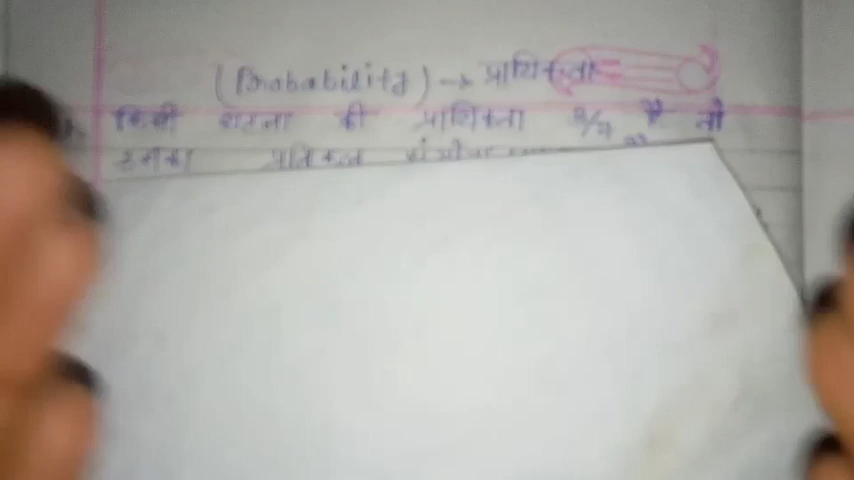 (Probability) → प्रायिकता
किसी घटना की प्रायिकता है तो
इसका प्रतिकूल